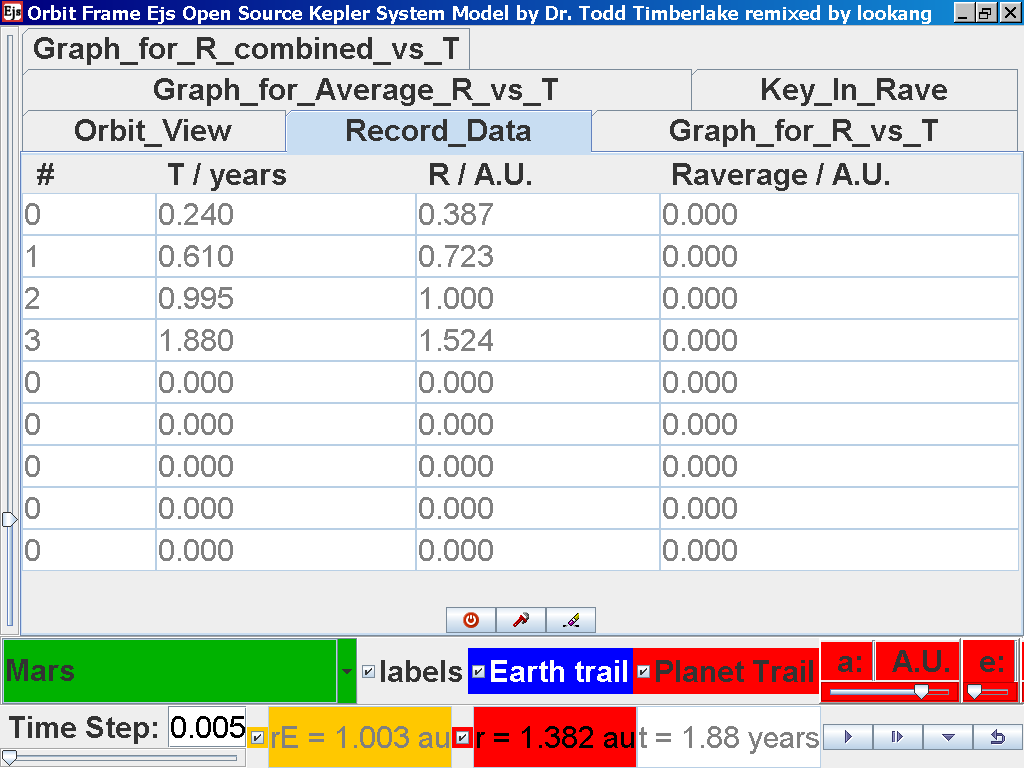 Ejs Orbit Frame Ejs Open Source Kepler System Model by Dr. Todd Timberlake remixed by lookang
Graph_for_R_combined_vs_T
Graph_for_Average_R_vs_T Key_In_Rave
Orbit_View Record_Data Graph_for_R_vs_T
# T / years R / A.U. Raverage / A.U.
0 0.240 0.387 0.000
1 0.610 0.723 0.000
2 0.995 1.000 0.000
3 1.880 1.524 0.000
0 0.000 0.000 0.000
0 0.000 0.000 0.000
0 0.000 0.000 0.000
0 0.000 0.000 0.000
0 0.000 0.000 0.000
Mars labels Earth trail Planet Trail a: A.U. e:
Time Step: 0.005 rE = 1.003 au r = 1.382 au t = 1.88 years